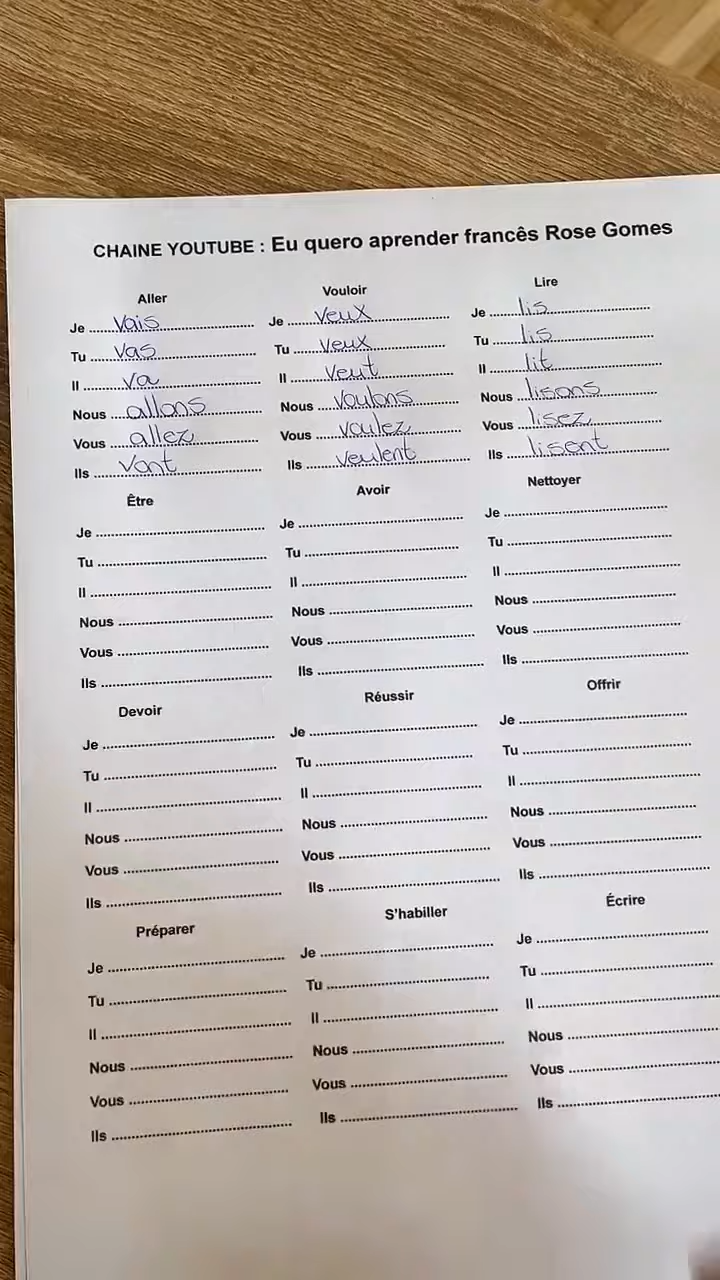 CHAINE YOUTUBE : Eu quero aprender francês Rose Gomes
Aller
Je vais
Tu vas
Il va
Nous allons
Vous allez
Ils vont
Vouloir
Je veux
Tu veux
Il veut
Nous voulons
Vous voulez
Ils veulent
Lire
Je lis
Tu lis
Il lit
Nous lisons
Vous lisez
Ils lisent
Être
Je
Tu
Il
Nous
Vous
Ils
Avoir
Je
Tu
Il
Nous
Vous
Ils
Nettoyer
Je
Tu
Il
Nous
Vous
Ils
Devoir
Je
Tu
Il
Nous
Vous
Ils
Réussir
Je
Tu
Il
Nous
Vous
Ils
Offrir
Je
Tu
Il
Nous
Vous
Ils
Préparer
Je
Tu
Il
Nous
Vous
Ils
S'habiller
Je
Tu
Il
Nous
Vous
Ils
Écrire
Je
Tu
Il
Nous
Vous
Ils